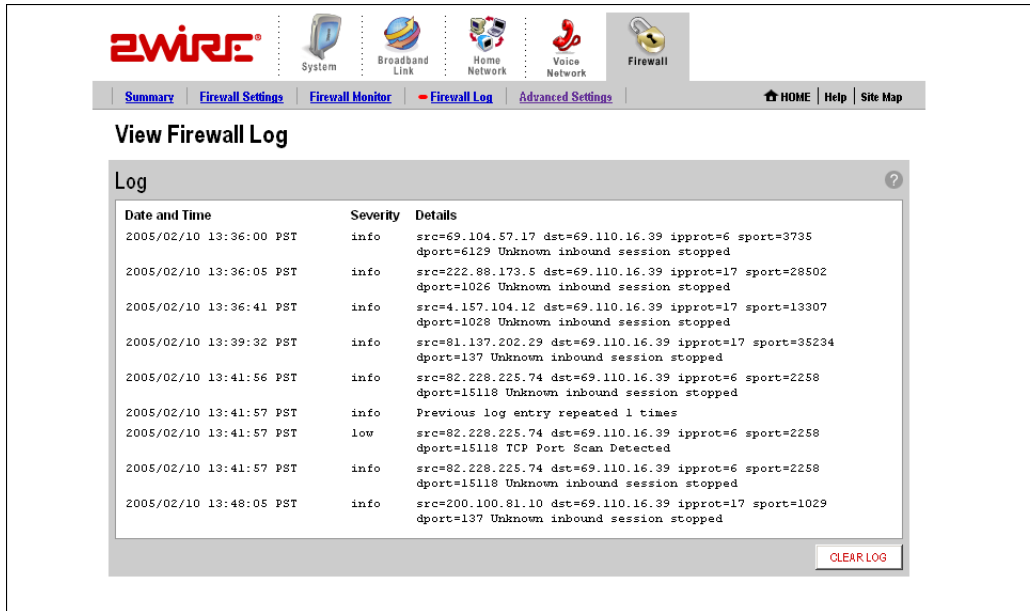 2WIRE
System
Broadband
Link
Home
Network
Voice
Network
Firewall
Summary
Firewall Settings
Firewall Monitor
Firewall Log
Advanced Settings
HOME
Help
Site Map
View Firewall Log
Log
?
Date and Time Severity Details
2005/02/10 13:36:00 PST info src=69.104.57.17 dst=69.110.16.39 ipprot=6 sport=3735
dport=6129 Unknown inbound session stopped
2005/02/10 13:36:05 PST info src=222.88.173.5 dst=69.110.16.39 ipprot=17 sport=28502
dport=1026 Unknown inbound session stopped
2005/02/10 13:36:41 PST info src=4.157.104.12 dst=69.110.16.39 ipprot=17 sport=13307
dport=1028 Unknown inbound session stopped
2005/02/10 13:39:32 PST info src=81.137.202.29 dst=69.110.16.39 ipprot=17 sport=35234
dport=137 Unknown inbound session stopped
2005/02/10 13:41:56 PST info src=82.228.225.74 dst=69.110.16.39 ipprot=6 sport=2258
dport=15118 Unknown inbound session stopped
2005/02/10 13:41:57 PST info Previous log entry repeated 1 times
2005/02/10 13:41:57 PST low src=82.228.225.74 dst=69.110.16.39 ipprot=6 sport=2258
dport=15118 TCP Port Scan Detected
2005/02/10 13:41:57 PST info src=82.228.225.74 dst=69.110.16.39 ipprot=6 sport=2258
dport=15118 Unknown inbound session stopped
2005/02/10 13:48:05 PST info src=200.100.81.10 dst=69.110.16.39 ipprot=17 sport=1029
dport=137 Unknown inbound session stopped
CLEAR LOG